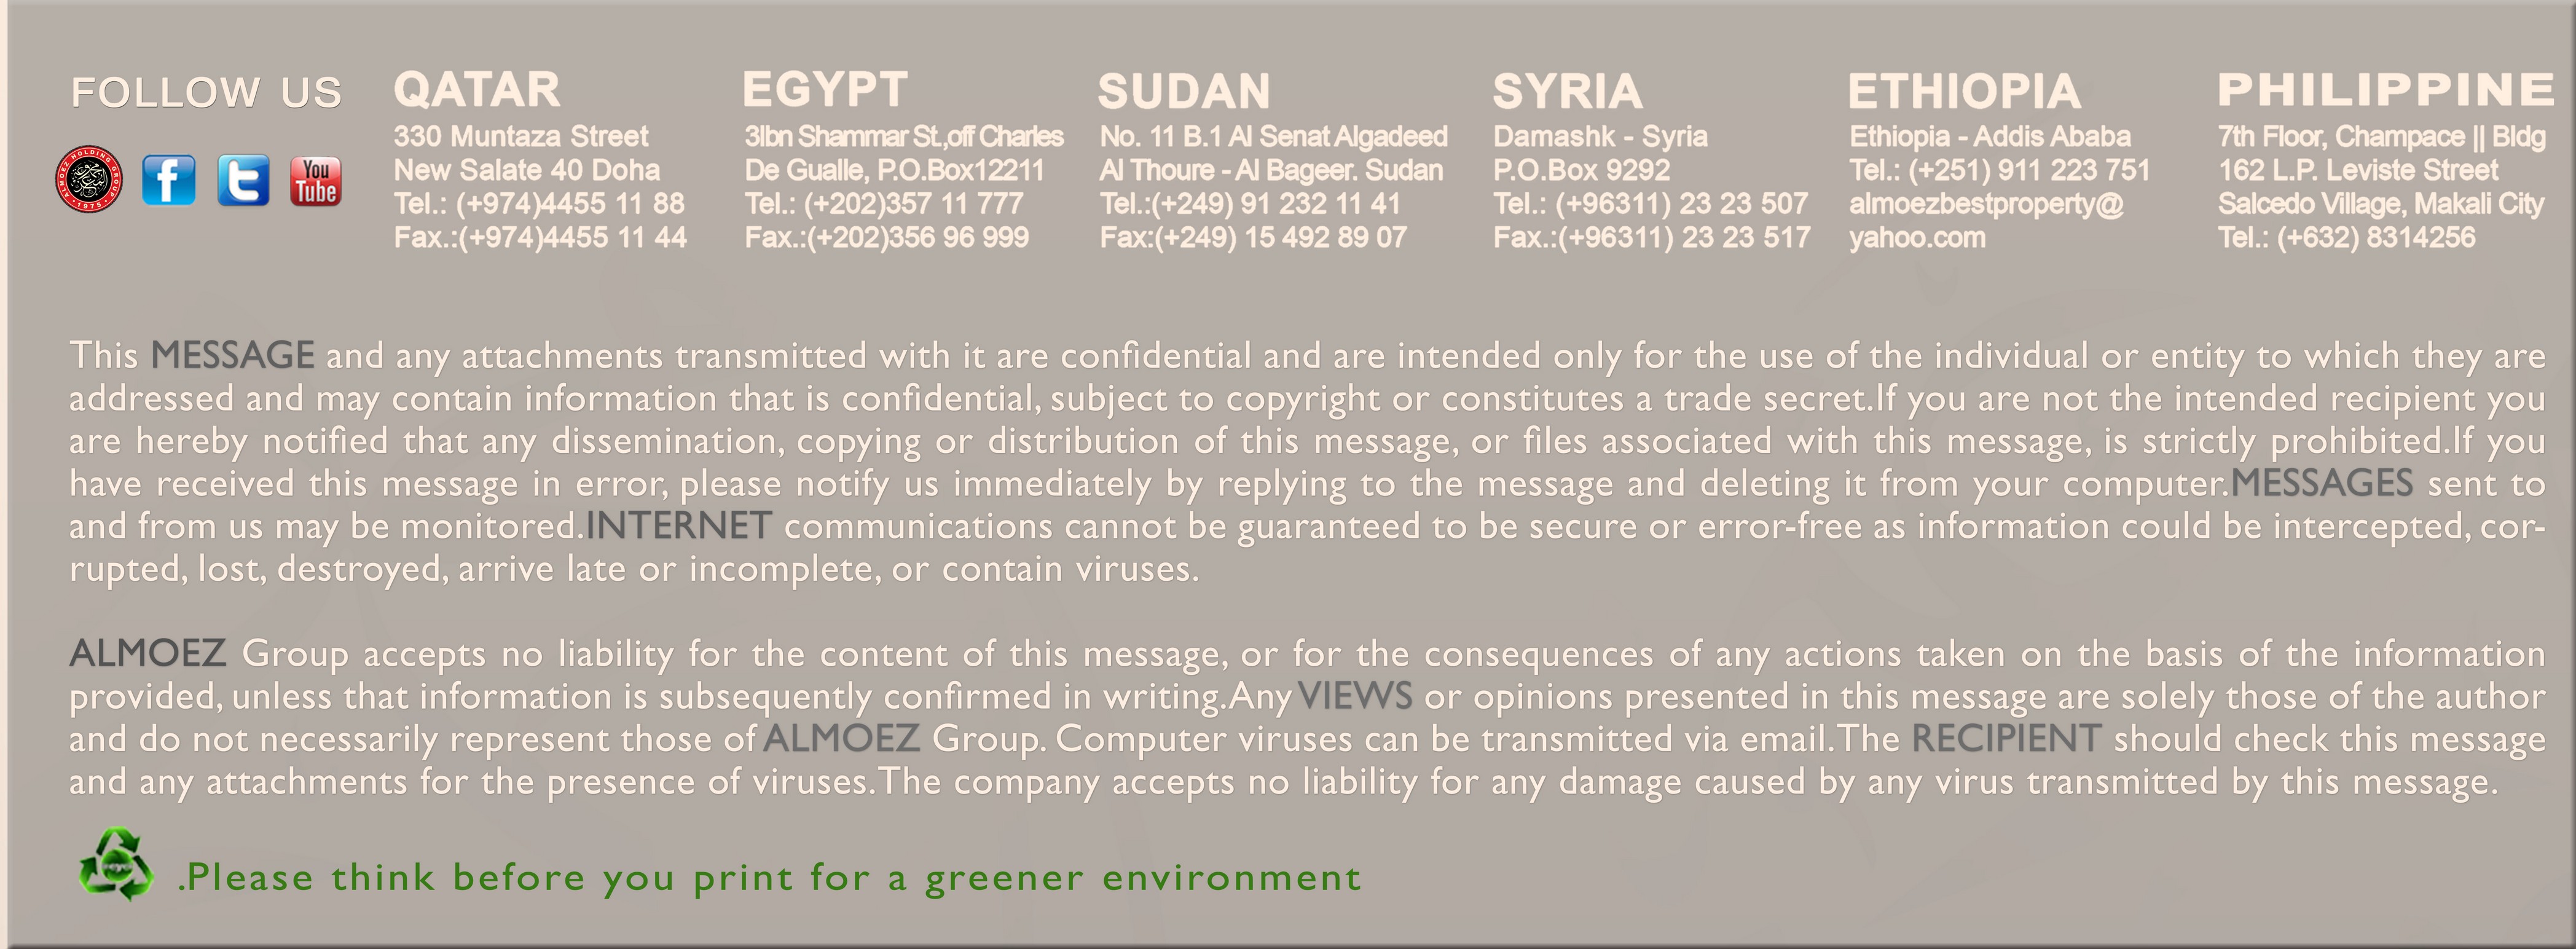 FOLLOW US
ALMOEZ HOLDING GROUP
1975
f
t
You
Tube
QATAR
330 Muntaza Street
New Salate 40 Doha
Tel.: (+974)4455 11 88
Fax.:(+974)4455 11 44
EGYPT
3Ibn Shammar St.,off Charles
De Gualle, P.O.Box12211
Tel.: (+202)357 11 777
Fax.:(+202)356 96 999
SUDAN
No. 11 B.1 Al Senat Algadeed
Al Thoure - Al Bageer. Sudan
Tel.:(+249) 91 232 11 41
Fax:(+249) 15 492 89 07
SYRIA
Damashk - Syria
P.O.Box 9292
Tel.: (+96311) 23 23 507
Fax.:(+96311) 23 23 517
ETHIOPIA
Ethiopia - Addis Ababa
Tel.: (+251) 911 223 751
almoezbestproperty@
yahoo.com
PHILIPPINE
7th Floor, Champace || Bldg
162 L.P. Leviste Street
Salcedo Village, Makali City
Tel.: (+632) 8314256
This MESSAGE and any attachments transmitted with it are confidential and are intended only for the use of the individual or entity to which they are
addressed and may contain information that is confidential, subject to copyright or constitutes a trade secret.If you are not the intended recipient you
are hereby notified that any dissemination, copying or distribution of this message, or files associated with this message, is strictly prohibited.If you
have received this message in error, please notify us immediately by replying to the message and deleting it from your computer.MESSAGES sent to
and from us may be monitored.INTERNET communications cannot be guaranteed to be secure or error-free as information could be intercepted, cor-
rupted, lost, destroyed, arrive late or incomplete, or contain viruses.
ALMOEZ Group accepts no liability for the content of this message, or for the consequences of any actions taken on the basis of the information
provided, unless that information is subsequently confirmed in writing.Any VIEWS or opinions presented in this message are solely those of the author
and do not necessarily represent those of ALMOEZ Group. Computer viruses can be transmitted via email.The RECIPIENT should check this message
and any attachments for the presence of viruses.The company accepts no liability for any damage caused by any virus transmitted by this message.
.Please think before you print for a greener environment